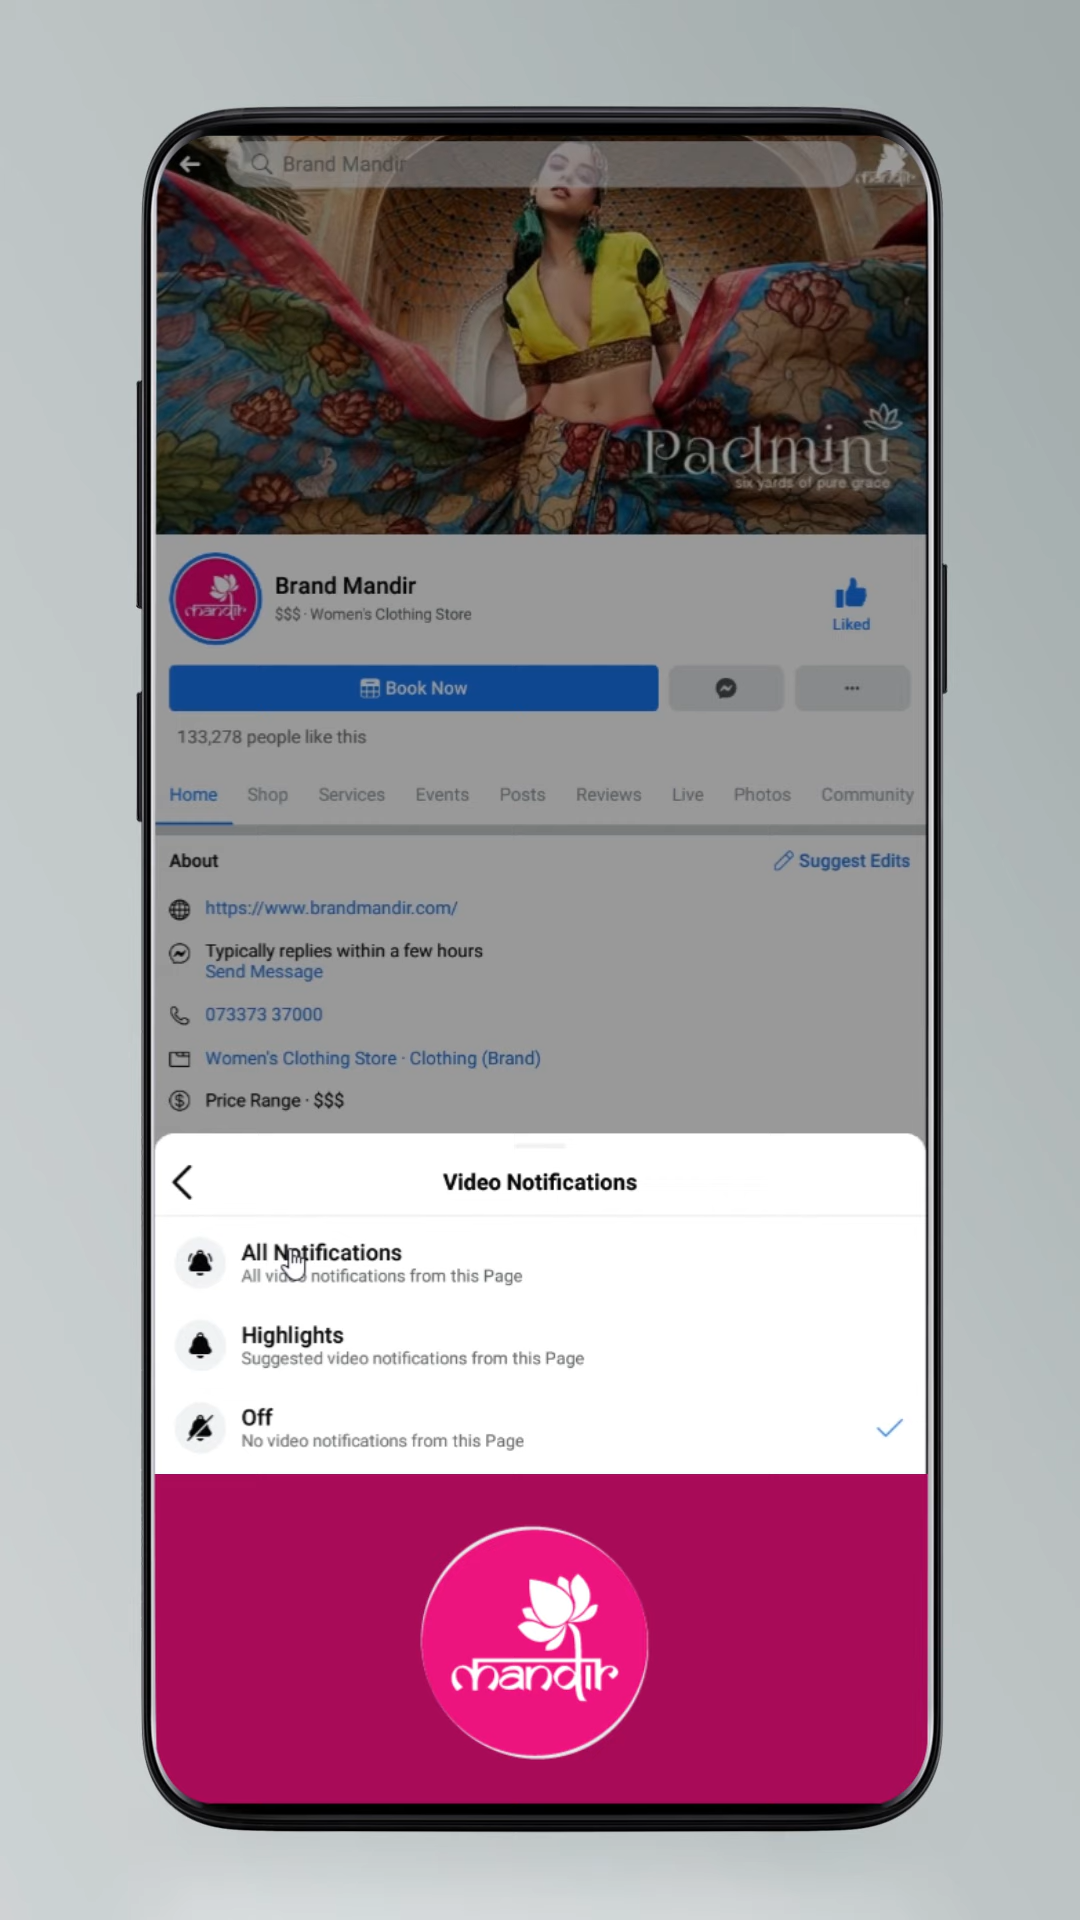 Brand Mandir
mandir
Padmini
six yards of pure grace
mandir
Brand Mandir
$$$ · Women's Clothing Store
Liked
Book Now
133,278 people like this
Home Shop Services Events Posts Reviews Live Photos Community
About
Suggest Edits
https://www.brandmandir.com/
Typically replies within a few hours
Send Message
073373 37000
Women's Clothing Store · Clothing (Brand)
Price Range · $$$
Video Notifications
All Notifications
All video notifications from this Page
Highlights
Suggested video notifications from this Page
Off
No video notifications from this Page
mandir